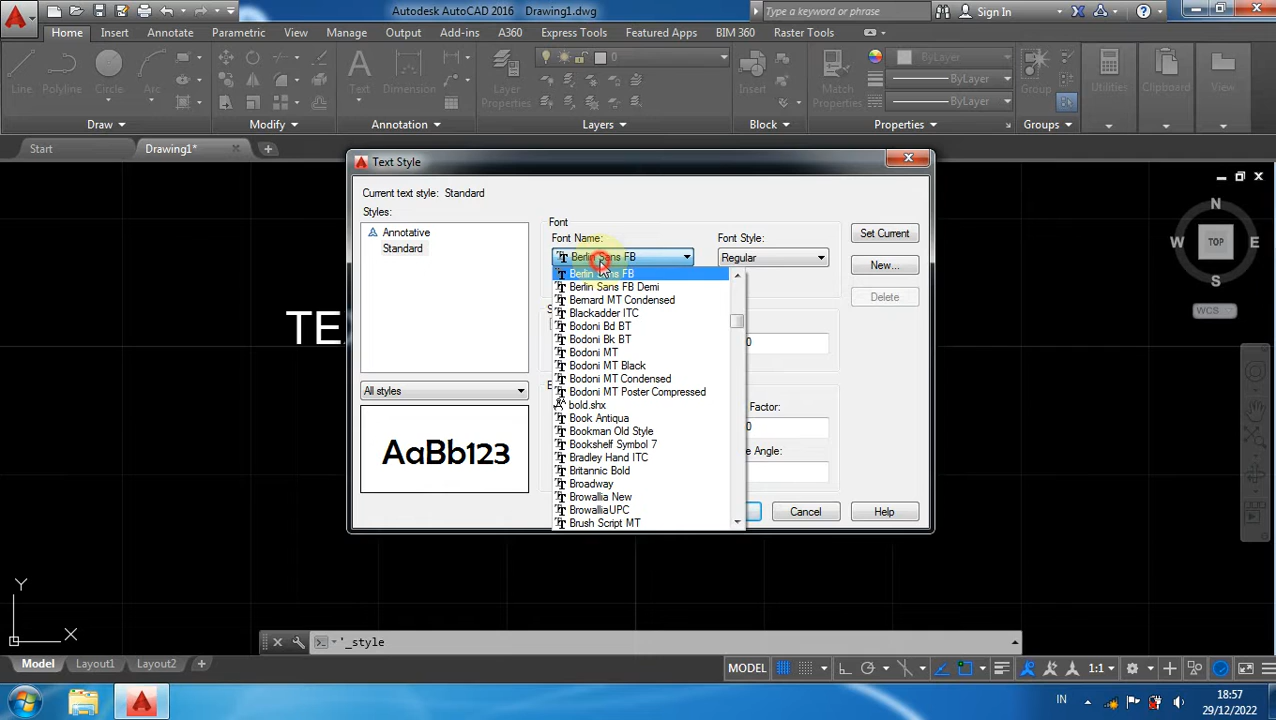 Autodesk AutoCAD 2016 Drawing1.dwg
Type a keyword or phrase
Sign In
Home Insert Annotate Parametric View Manage Output Add-ins A360 Express Tools Featured Apps BIM 360 Raster Tools
0
ByLayer
ByLayer
ByLayer
Line Polyline Circle Arc Text Dimension Layer Properties Insert Match Properties Group Utilities Clipboard View
Draw Modify Annotation Layers Block Properties Groups
Start Drawing1*
Text Style
Current text style: Standard
Styles:
Annotative
Standard
All styles
AaBb123
Font
Font Name:
Berlin Sans FB
Font Style:
Regular
Set Current
New...
Delete
Berlin Sans FB
Berlin Sans FB Demi
Bernard MT Condensed
Blackadder ITC
Bodoni Bd BT
Bodoni Bk BT
Bodoni MT
Bodoni MT Black
Bodoni MT Condensed
Bodoni MT Poster Compressed
bold.shx
Book Antiqua
Bookman Old Style
Bookshelf Symbol 7
Bradley Hand ITC
Britannic Bold
Broadway
Browallia New
BrowalliaUPC
Brush Script MT
Factor:
e Angle:
Cancel
Help
N
W TOP E
S
WCS
Y
X
'_style
Model Layout1 Layout2
MODEL
1:1
IN
18:57
29/12/2022